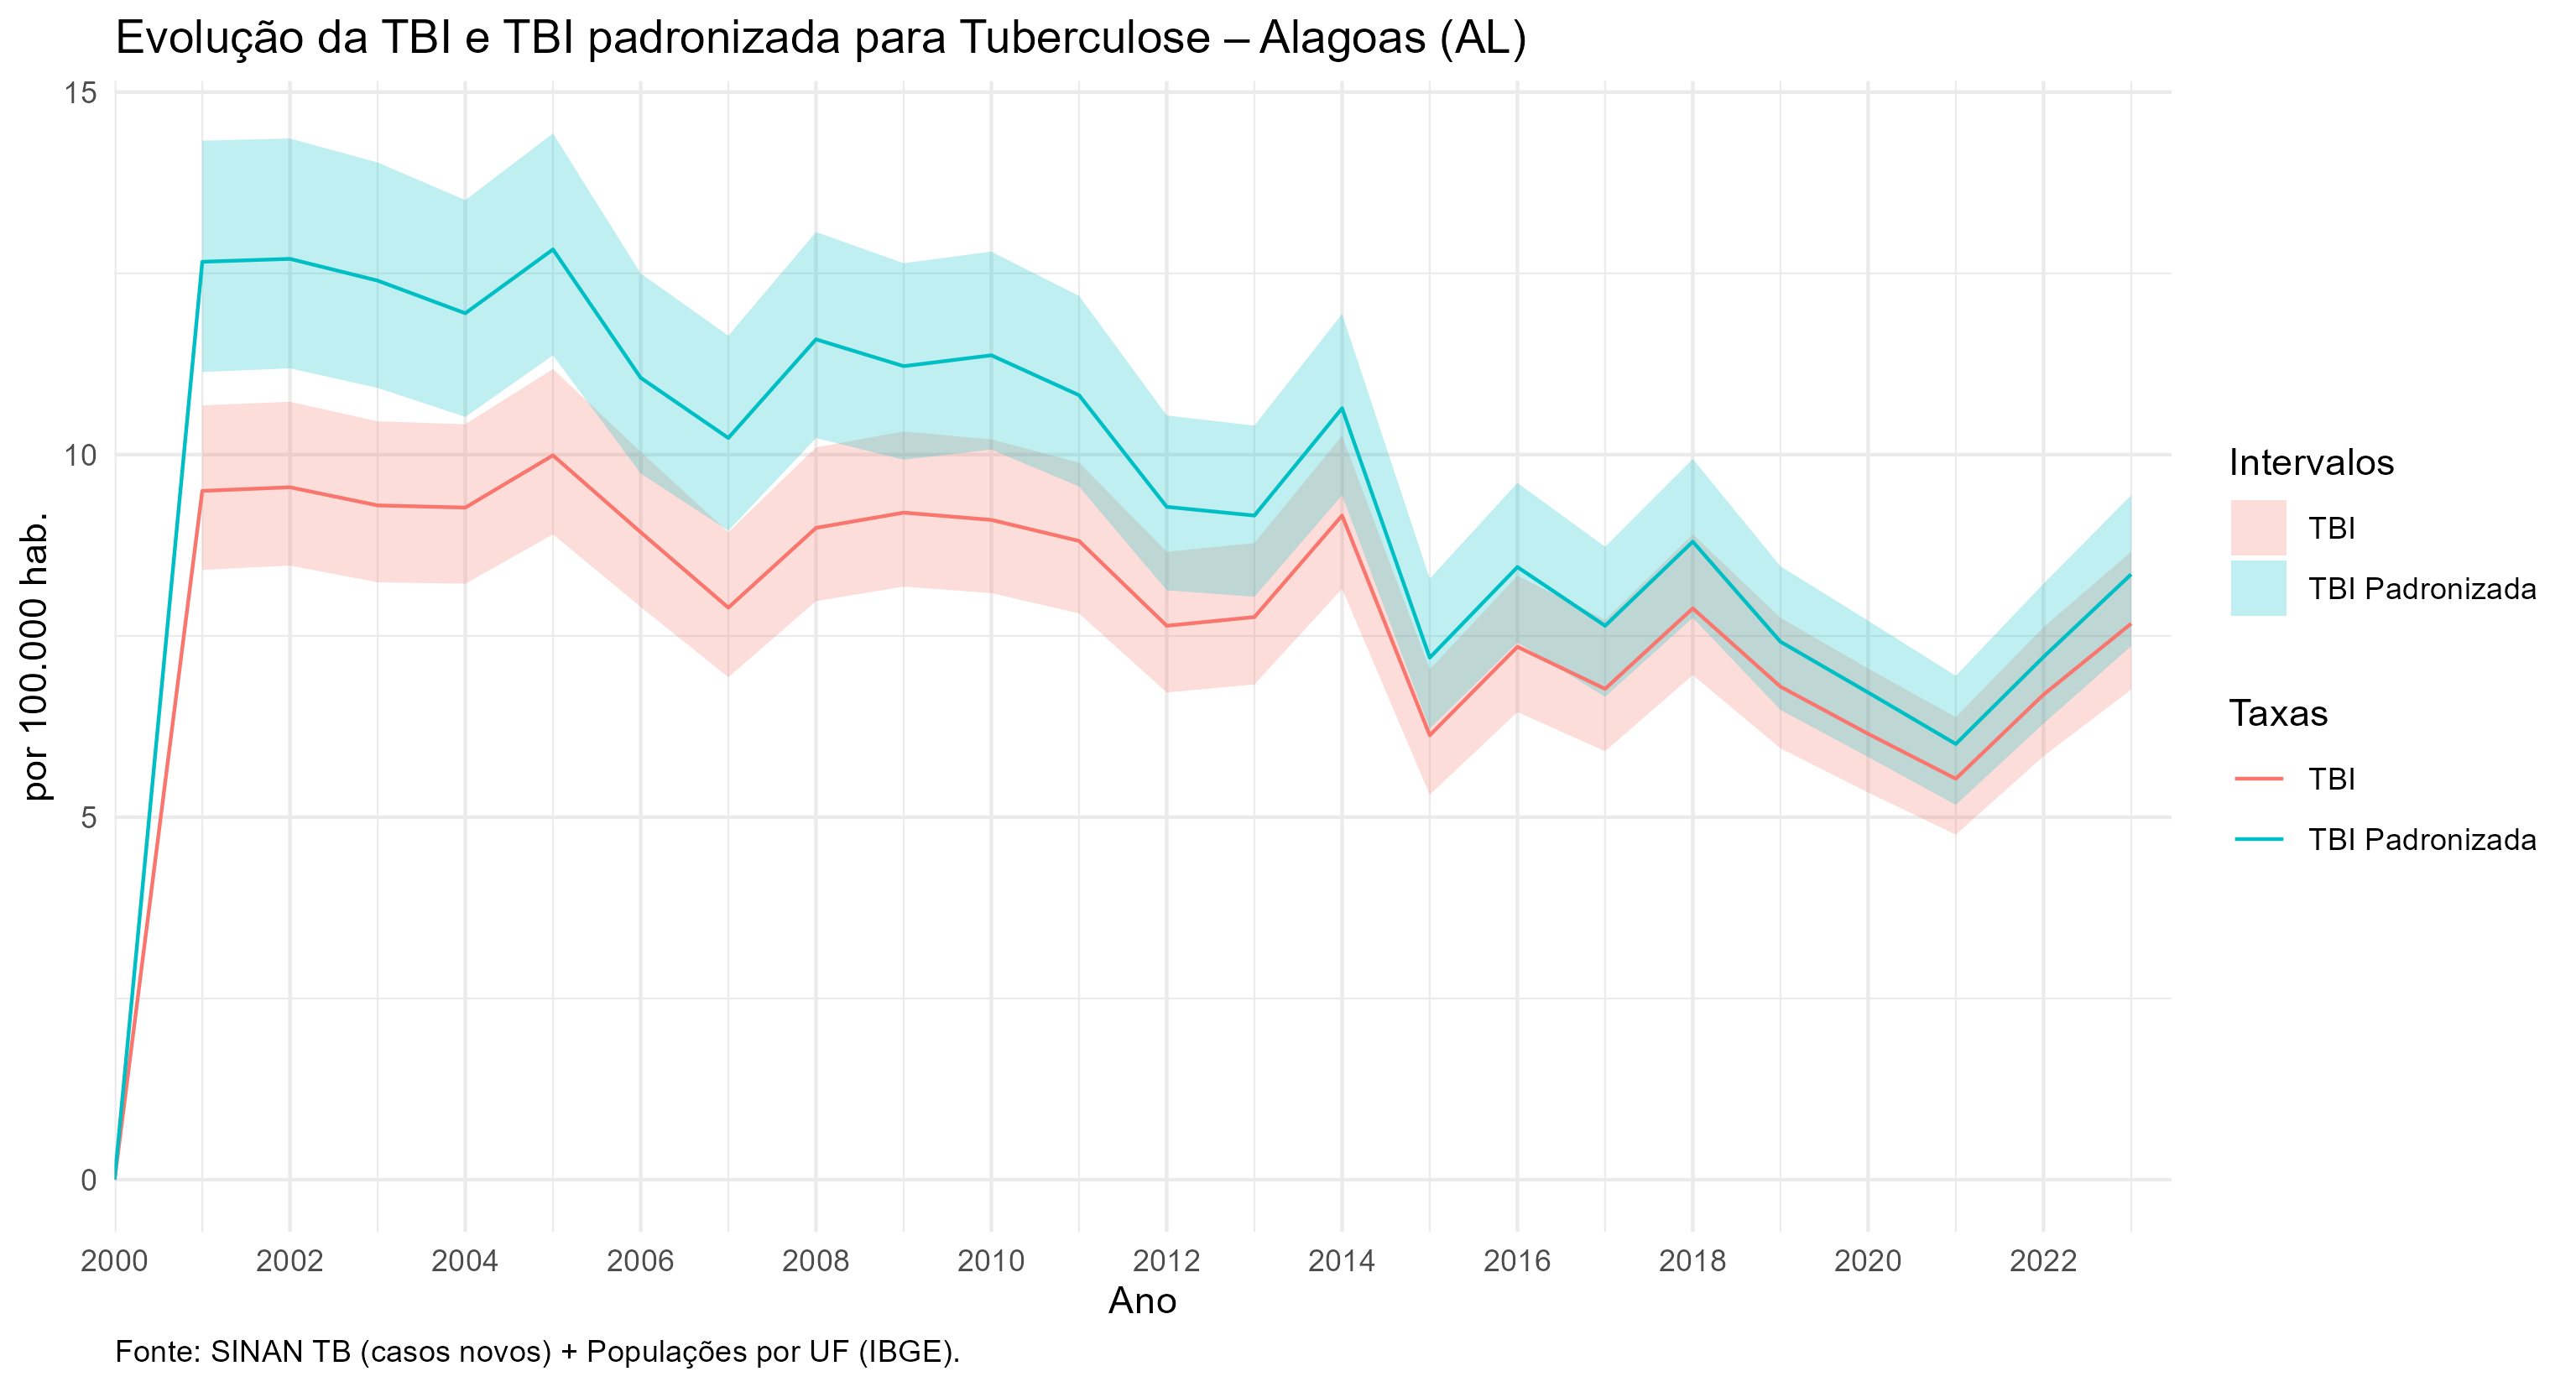 Evolução da TBI e TBI padronizada para Tuberculose – Alagoas (AL)
15
10
5
0
por 100.000 hab.
2000 2002 2004 2006 2008 2010 2012 2014 2016 2018 2020 2022
Ano
Intervalos
TBI
TBI Padronizada
Taxas
TBI
TBI Padronizada
Fonte: SINAN TB (casos novos) + Populações por UF (IBGE).